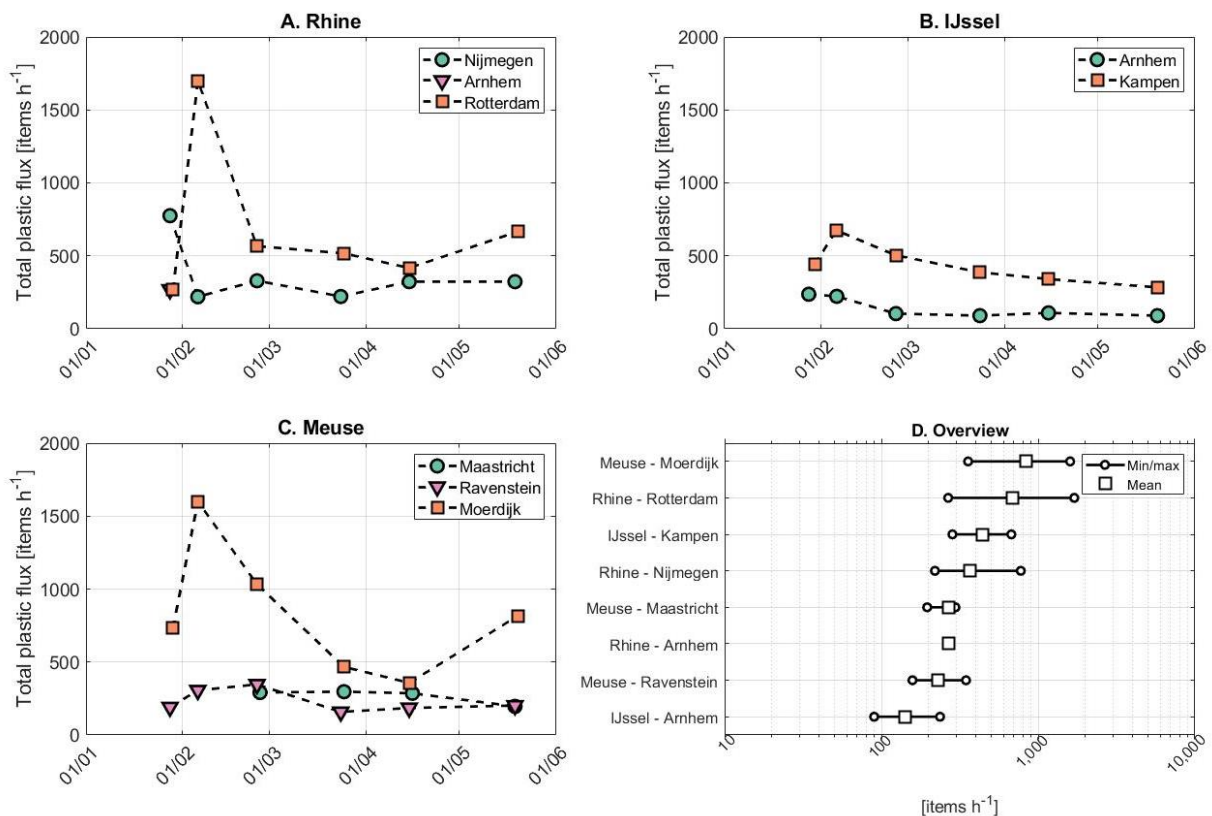 A. Rhine
Total plastic flux [items h⁻¹]
2000
1500
1000
500
0
01/01
01/02
01/03
01/04
01/05
01/06
Nijmegen
Arnhem
Rotterdam
B. IJssel
Total plastic flux [items h⁻¹]
2000
1500
1000
500
0
01/01
01/02
01/03
01/04
01/05
01/06
Arnhem
Kampen
C. Meuse
Total plastic flux [items h⁻¹]
2000
1500
1000
500
0
01/01
01/02
01/03
01/04
01/05
01/06
Maastricht
Ravenstein
Moerdijk
D. Overview
Meuse - Moerdijk
Rhine - Rotterdam
IJssel - Kampen
Rhine - Nijmegen
Meuse - Maastricht
Rhine - Arnhem
Meuse - Ravenstein
IJssel - Arnhem
Min/max
Mean
10
100
1,000
10,000
[items h⁻¹]